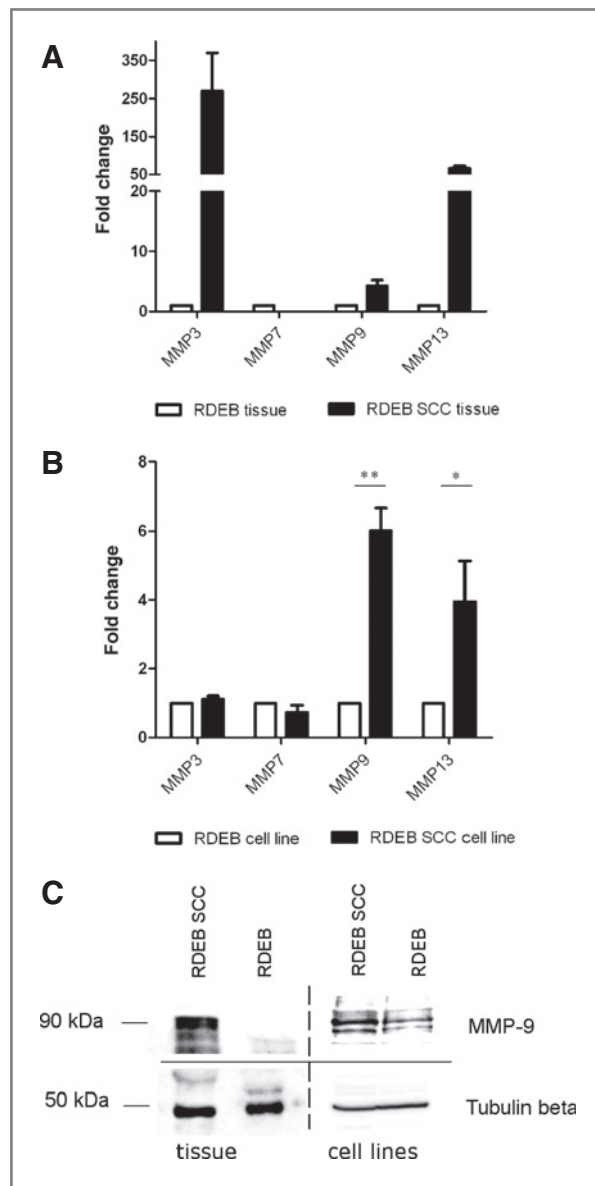 A
Fold change
350
250
150
50
20
10
0
MMP3
MMP7
MMP9
MMP13
RDEB tissue
RDEB SCC tissue
B
Fold change
8
6
4
2
0
**
*
MMP3
MMP7
MMP9
MMP13
RDEB cell line
RDEB SCC cell line
C
RDEB SCC
RDEB
RDEB SCC
RDEB
90 kDa
MMP-9
50 kDa
Tubulin beta
tissue
cell lines